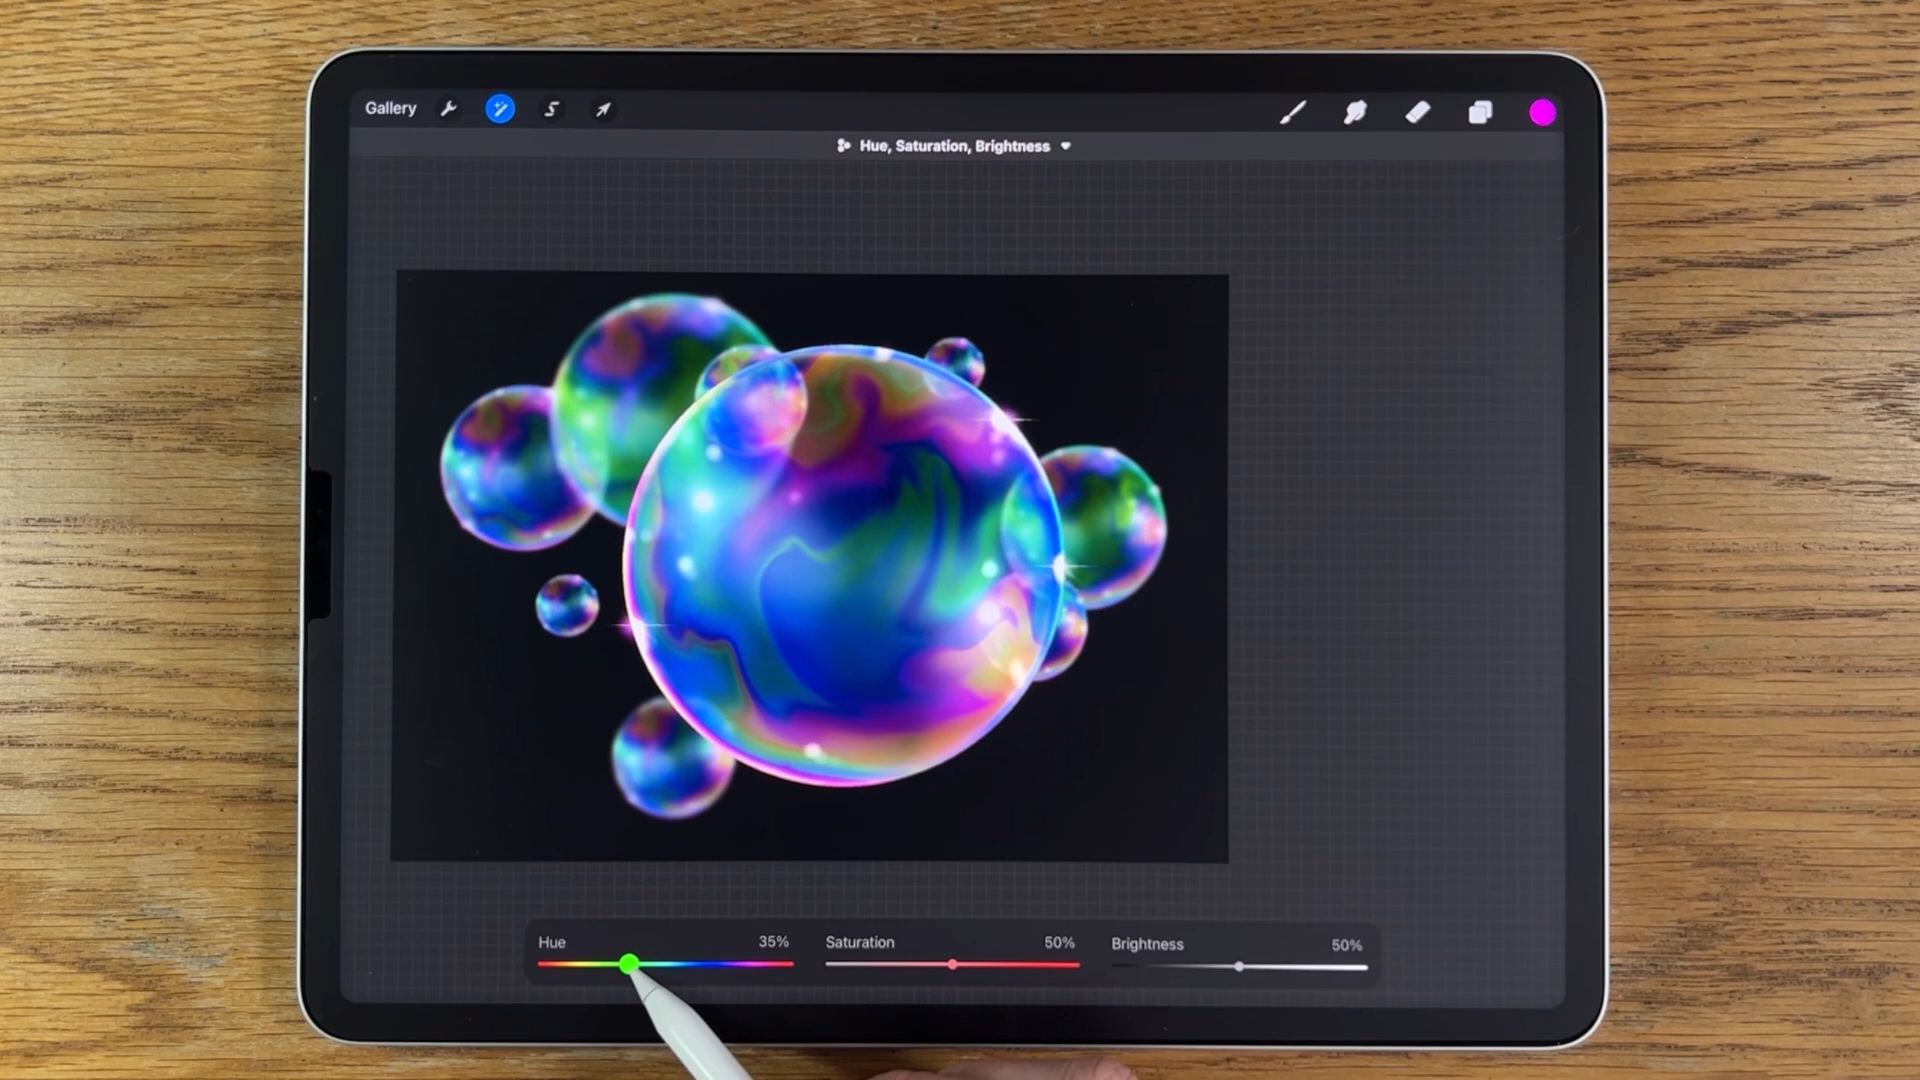 Gallery
Hue, Saturation, Brightness
Hue 35% Saturation 50% Brightness 50%